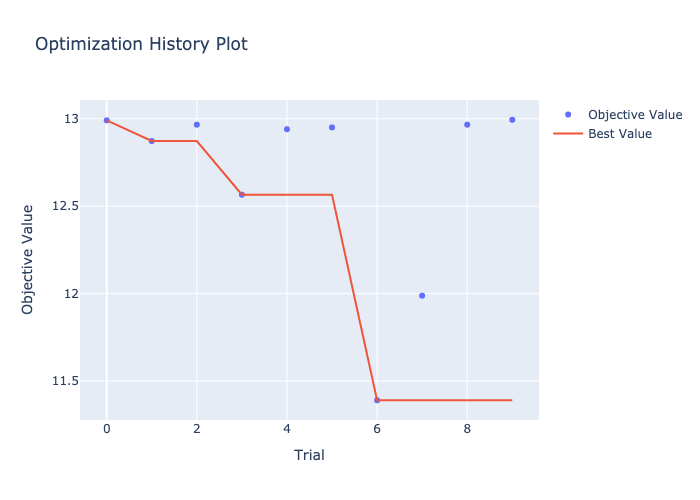 Optimization History Plot
Objective Value
Best Value
13
12.5
12
11.5
Objective Value
0
2
4
6
8
Trial